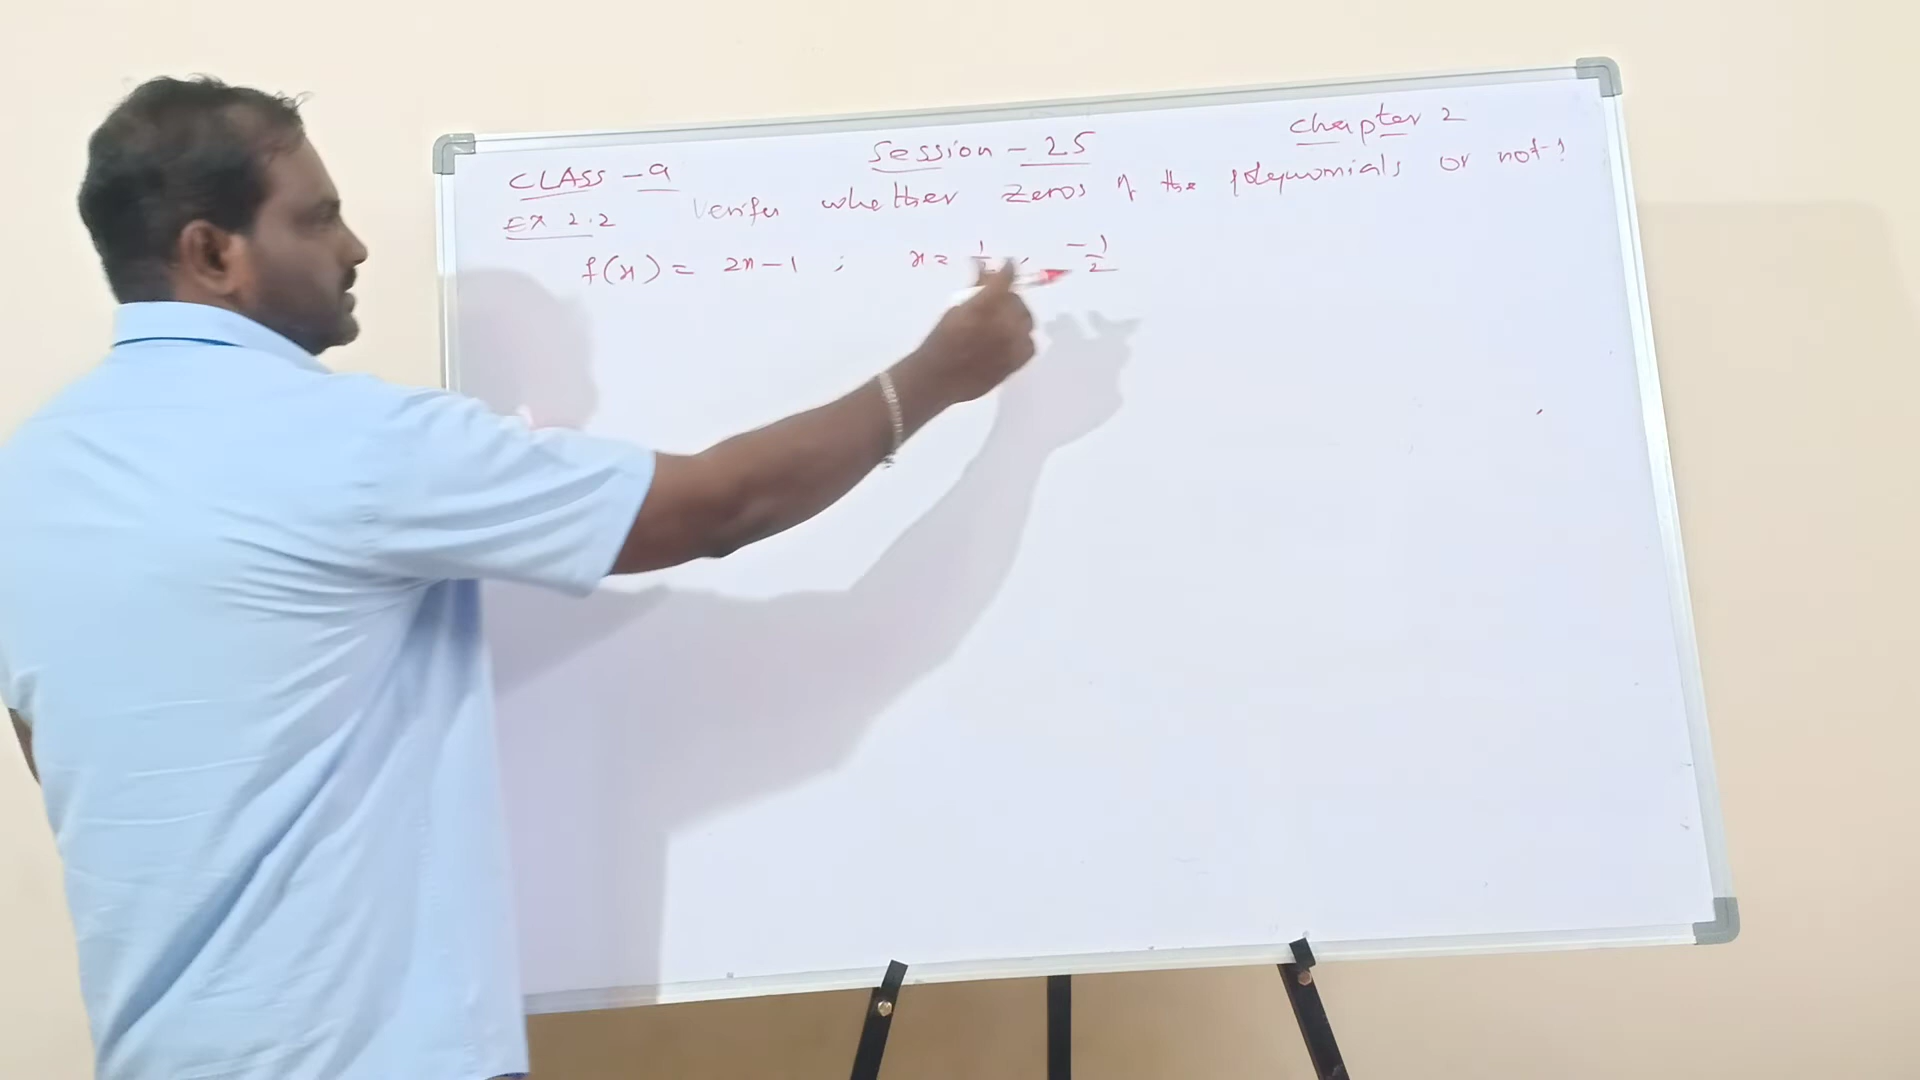 Session - 25
Chapter 2
CLASS - 9
EX 2.2 Verify whether zeros of the polynomials or not?
f(x) = 2x-1 ; x = 1/2, -1/2